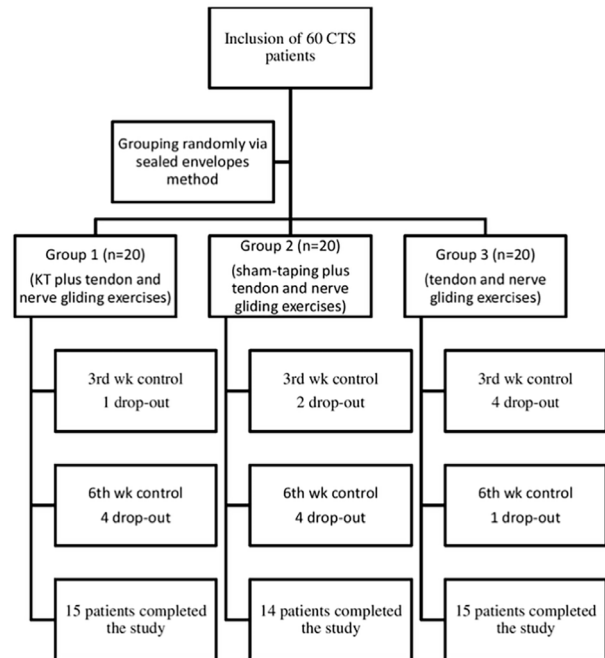 Inclusion of 60 CTS
patients
Grouping randomly via
sealed envelopes
method
Group 1 (n=20)
(KT plus tendon and
nerve gliding exercises)
Group 2 (n=20)
(sham-taping plus
tendon and nerve
gliding exercises)
Group 3 (n=20)
(tendon and nerve
gliding exercises)
3rd wk control
1 drop-out
3rd wk control
2 drop-out
3rd wk control
4 drop-out
6th wk control
4 drop-out
6th wk control
4 drop-out
6th wk control
1 drop-out
15 patients completed
the study
14 patients completed
the study
15 patients completed
the study